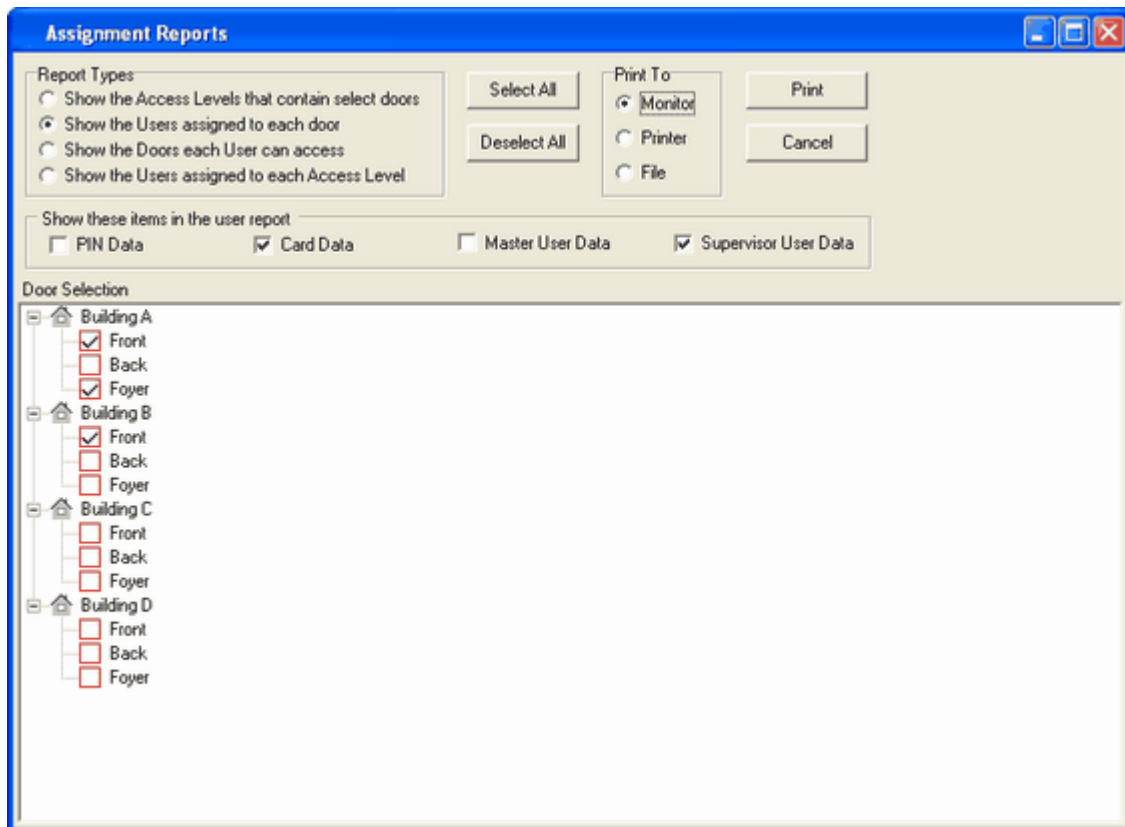 Assignment Reports
Report Types
Show the Access Levels that contain select doors
Show the Users assigned to each door
Show the Doors each User can access
Show the Users assigned to each Access Level
Select All
Deselect All
Print To
Monitor
Printer
File
Print
Cancel
Show these items in the user report
PIN Data Card Data Master User Data Supervisor User Data
Door Selection
Building A
Front
Back
Foyer
Building B
Front
Back
Foyer
Building C
Front
Back
Foyer
Building D
Front
Back
Foyer